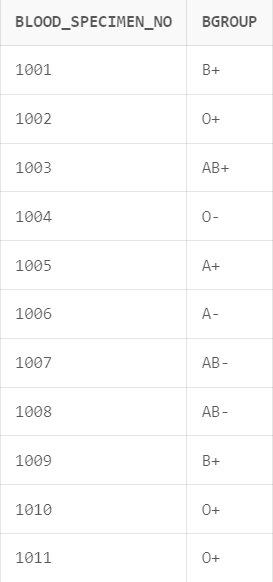 BLOOD_SPECIMEN_NO BGROUP
1001 B+
1002 O+
1003 AB+
1004 O-
1005 A+
1006 A-
1007 AB-
1008 AB-
1009 B+
1010 O+
1011 O+